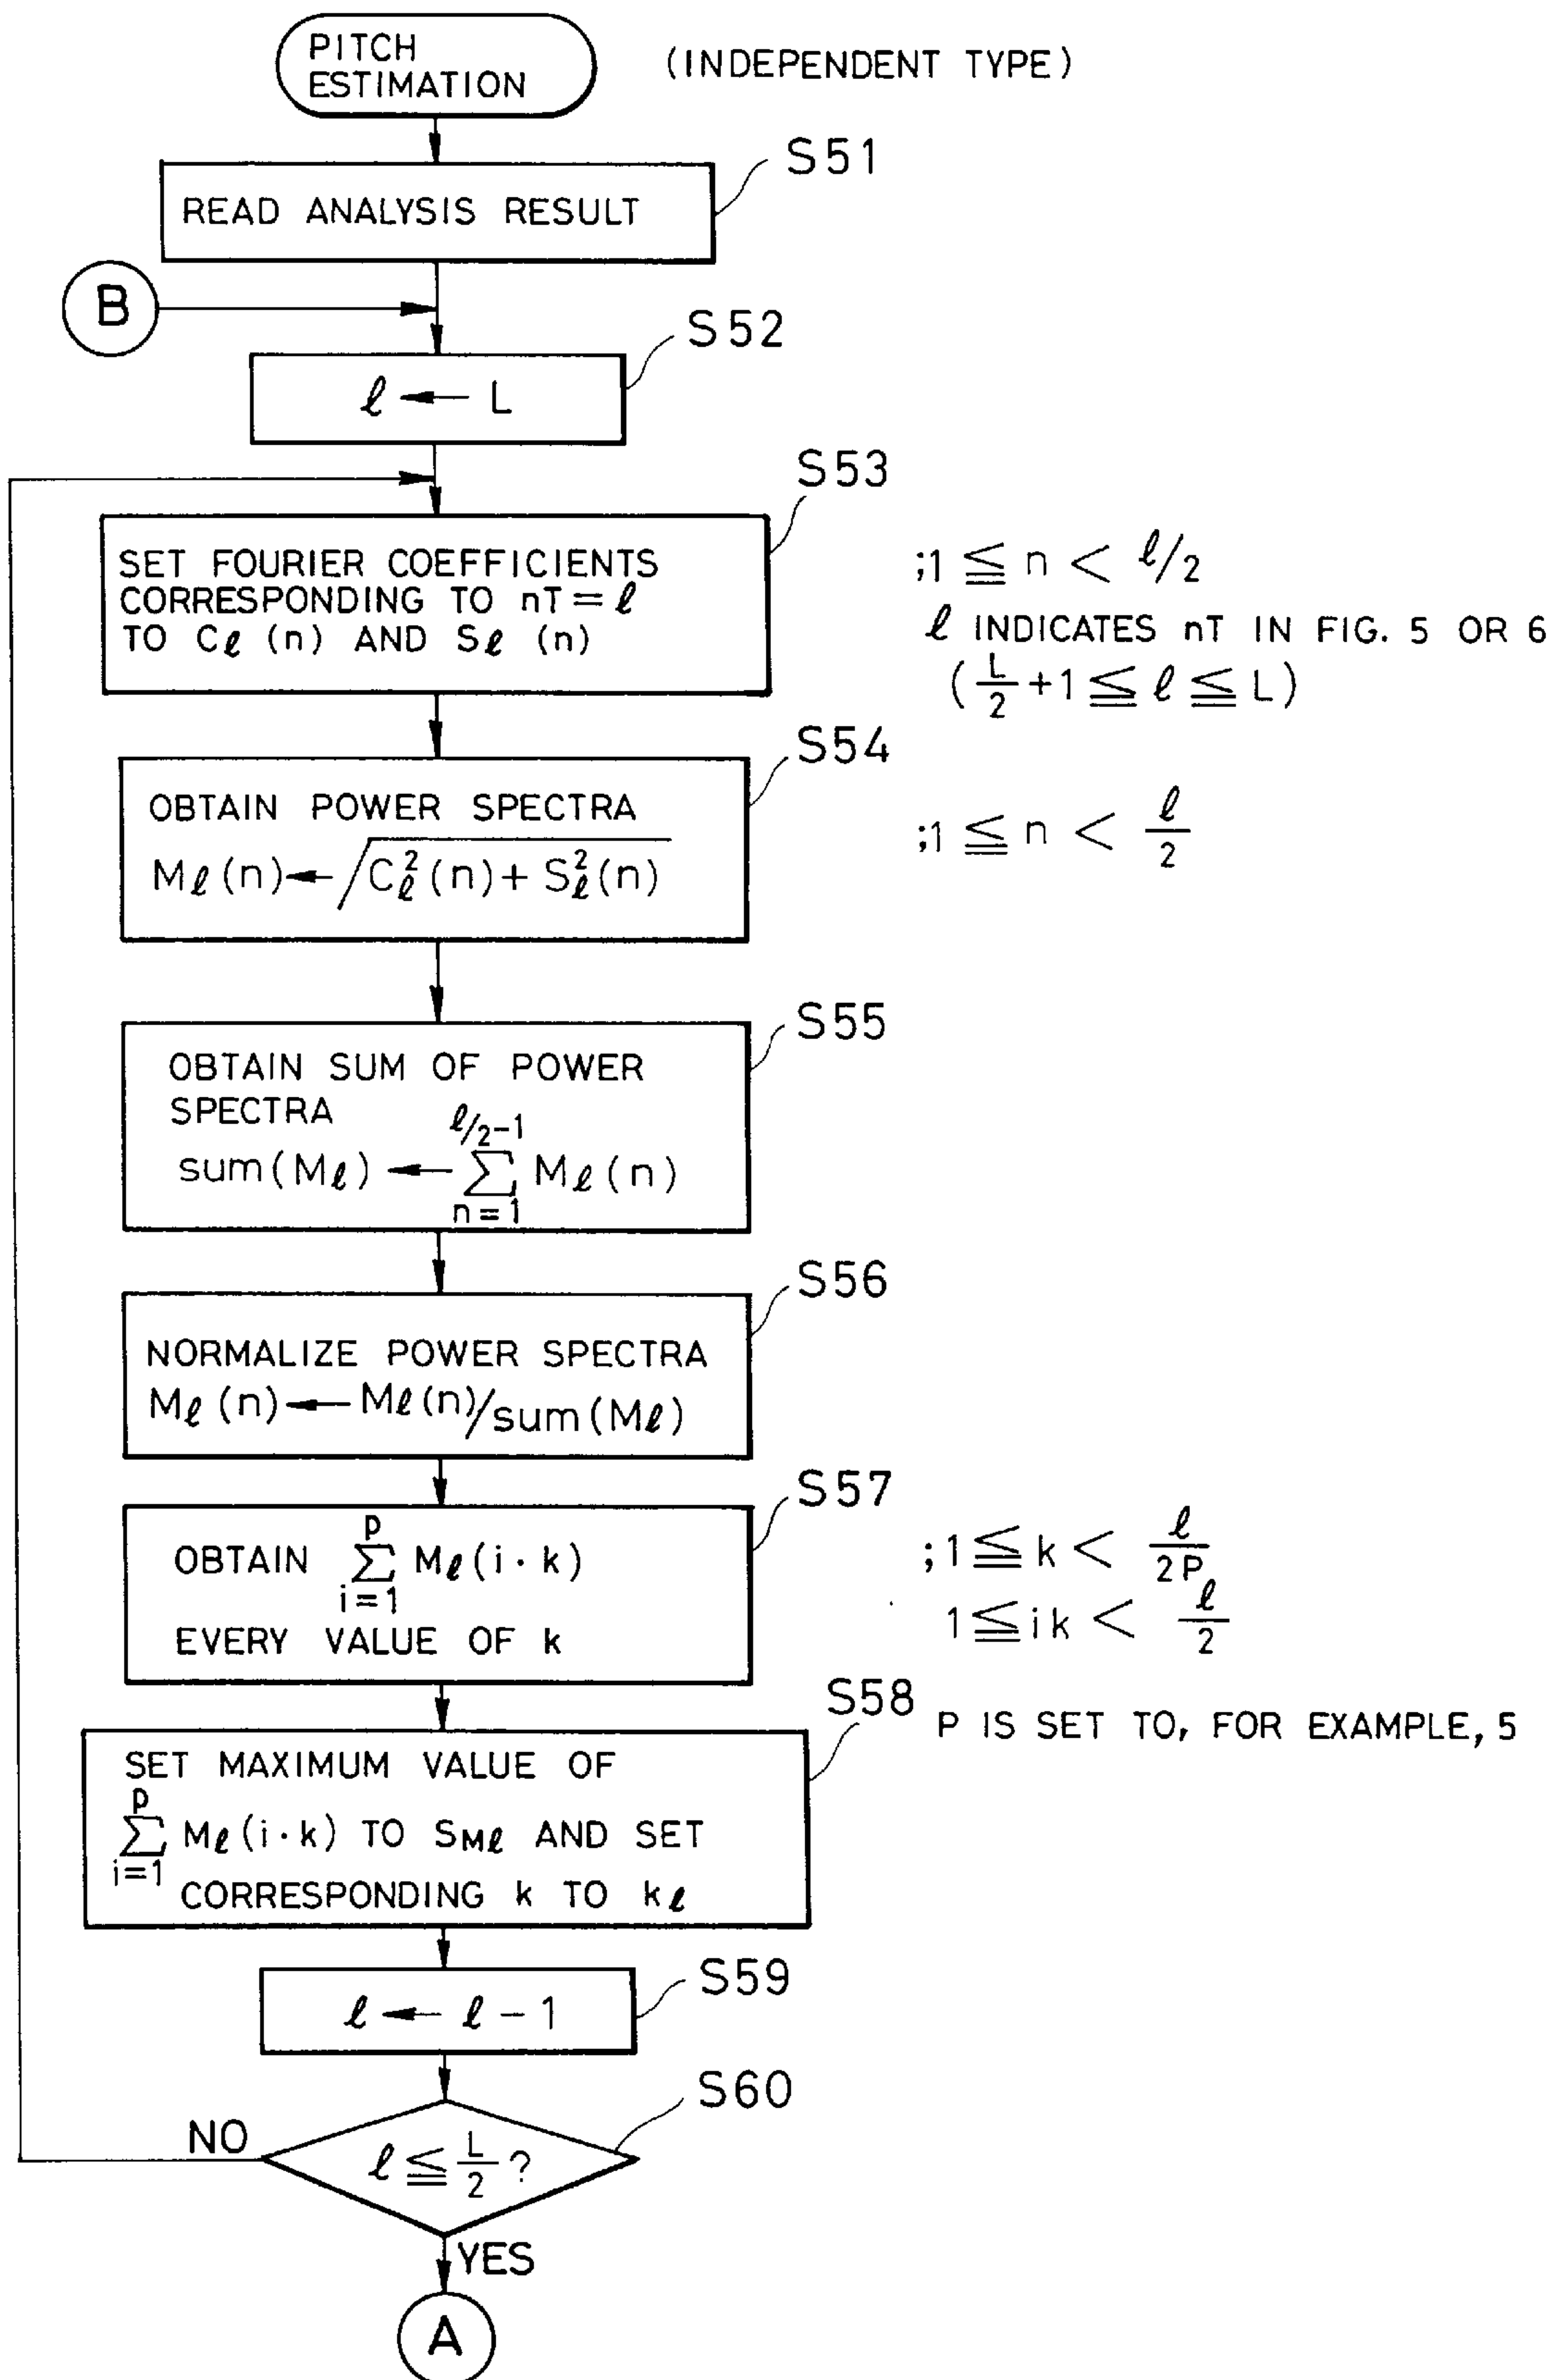 PITCH
ESTIMATION
(INDEPENDENT TYPE)
S51
READ ANALYSIS RESULT
B
S52
ℓ ← L
S53
SET FOURIER COEFFICIENTS
CORRESPONDING TO nT = ℓ
TO Cℓ (n) AND Sℓ (n)
;1 ≦ n < ℓ/2
ℓ INDICATES nT IN FIG. 5 OR 6
(L/2 + 1 ≦ ℓ ≦ L)
S54
OBTAIN POWER SPECTRA
Mℓ(n) ← √(Cℓ²(n) + Sℓ²(n))
;1 ≦ n < ℓ/2
S55
OBTAIN SUM OF POWER
SPECTRA
ℓ/2-1
sum(Mℓ) ← ∑ Mℓ(n)
n=1
S56
NORMALIZE POWER SPECTRA
Mℓ(n) ← Mℓ(n)/sum(Mℓ)
S57
p
OBTAIN ∑ Mℓ(i·k)
i=1
EVERY VALUE OF k
;1 ≦ k < ℓ/2P
1 ≦ ik < ℓ/2
S58
P IS SET TO, FOR EXAMPLE, 5
SET MAXIMUM VALUE OF
p
∑ Mℓ(i·k) TO SMℓ AND SET
i=1
CORRESPONDING k TO kℓ
S59
ℓ ← ℓ - 1
S60
NO
ℓ ≦ L/2 ?
YES
A